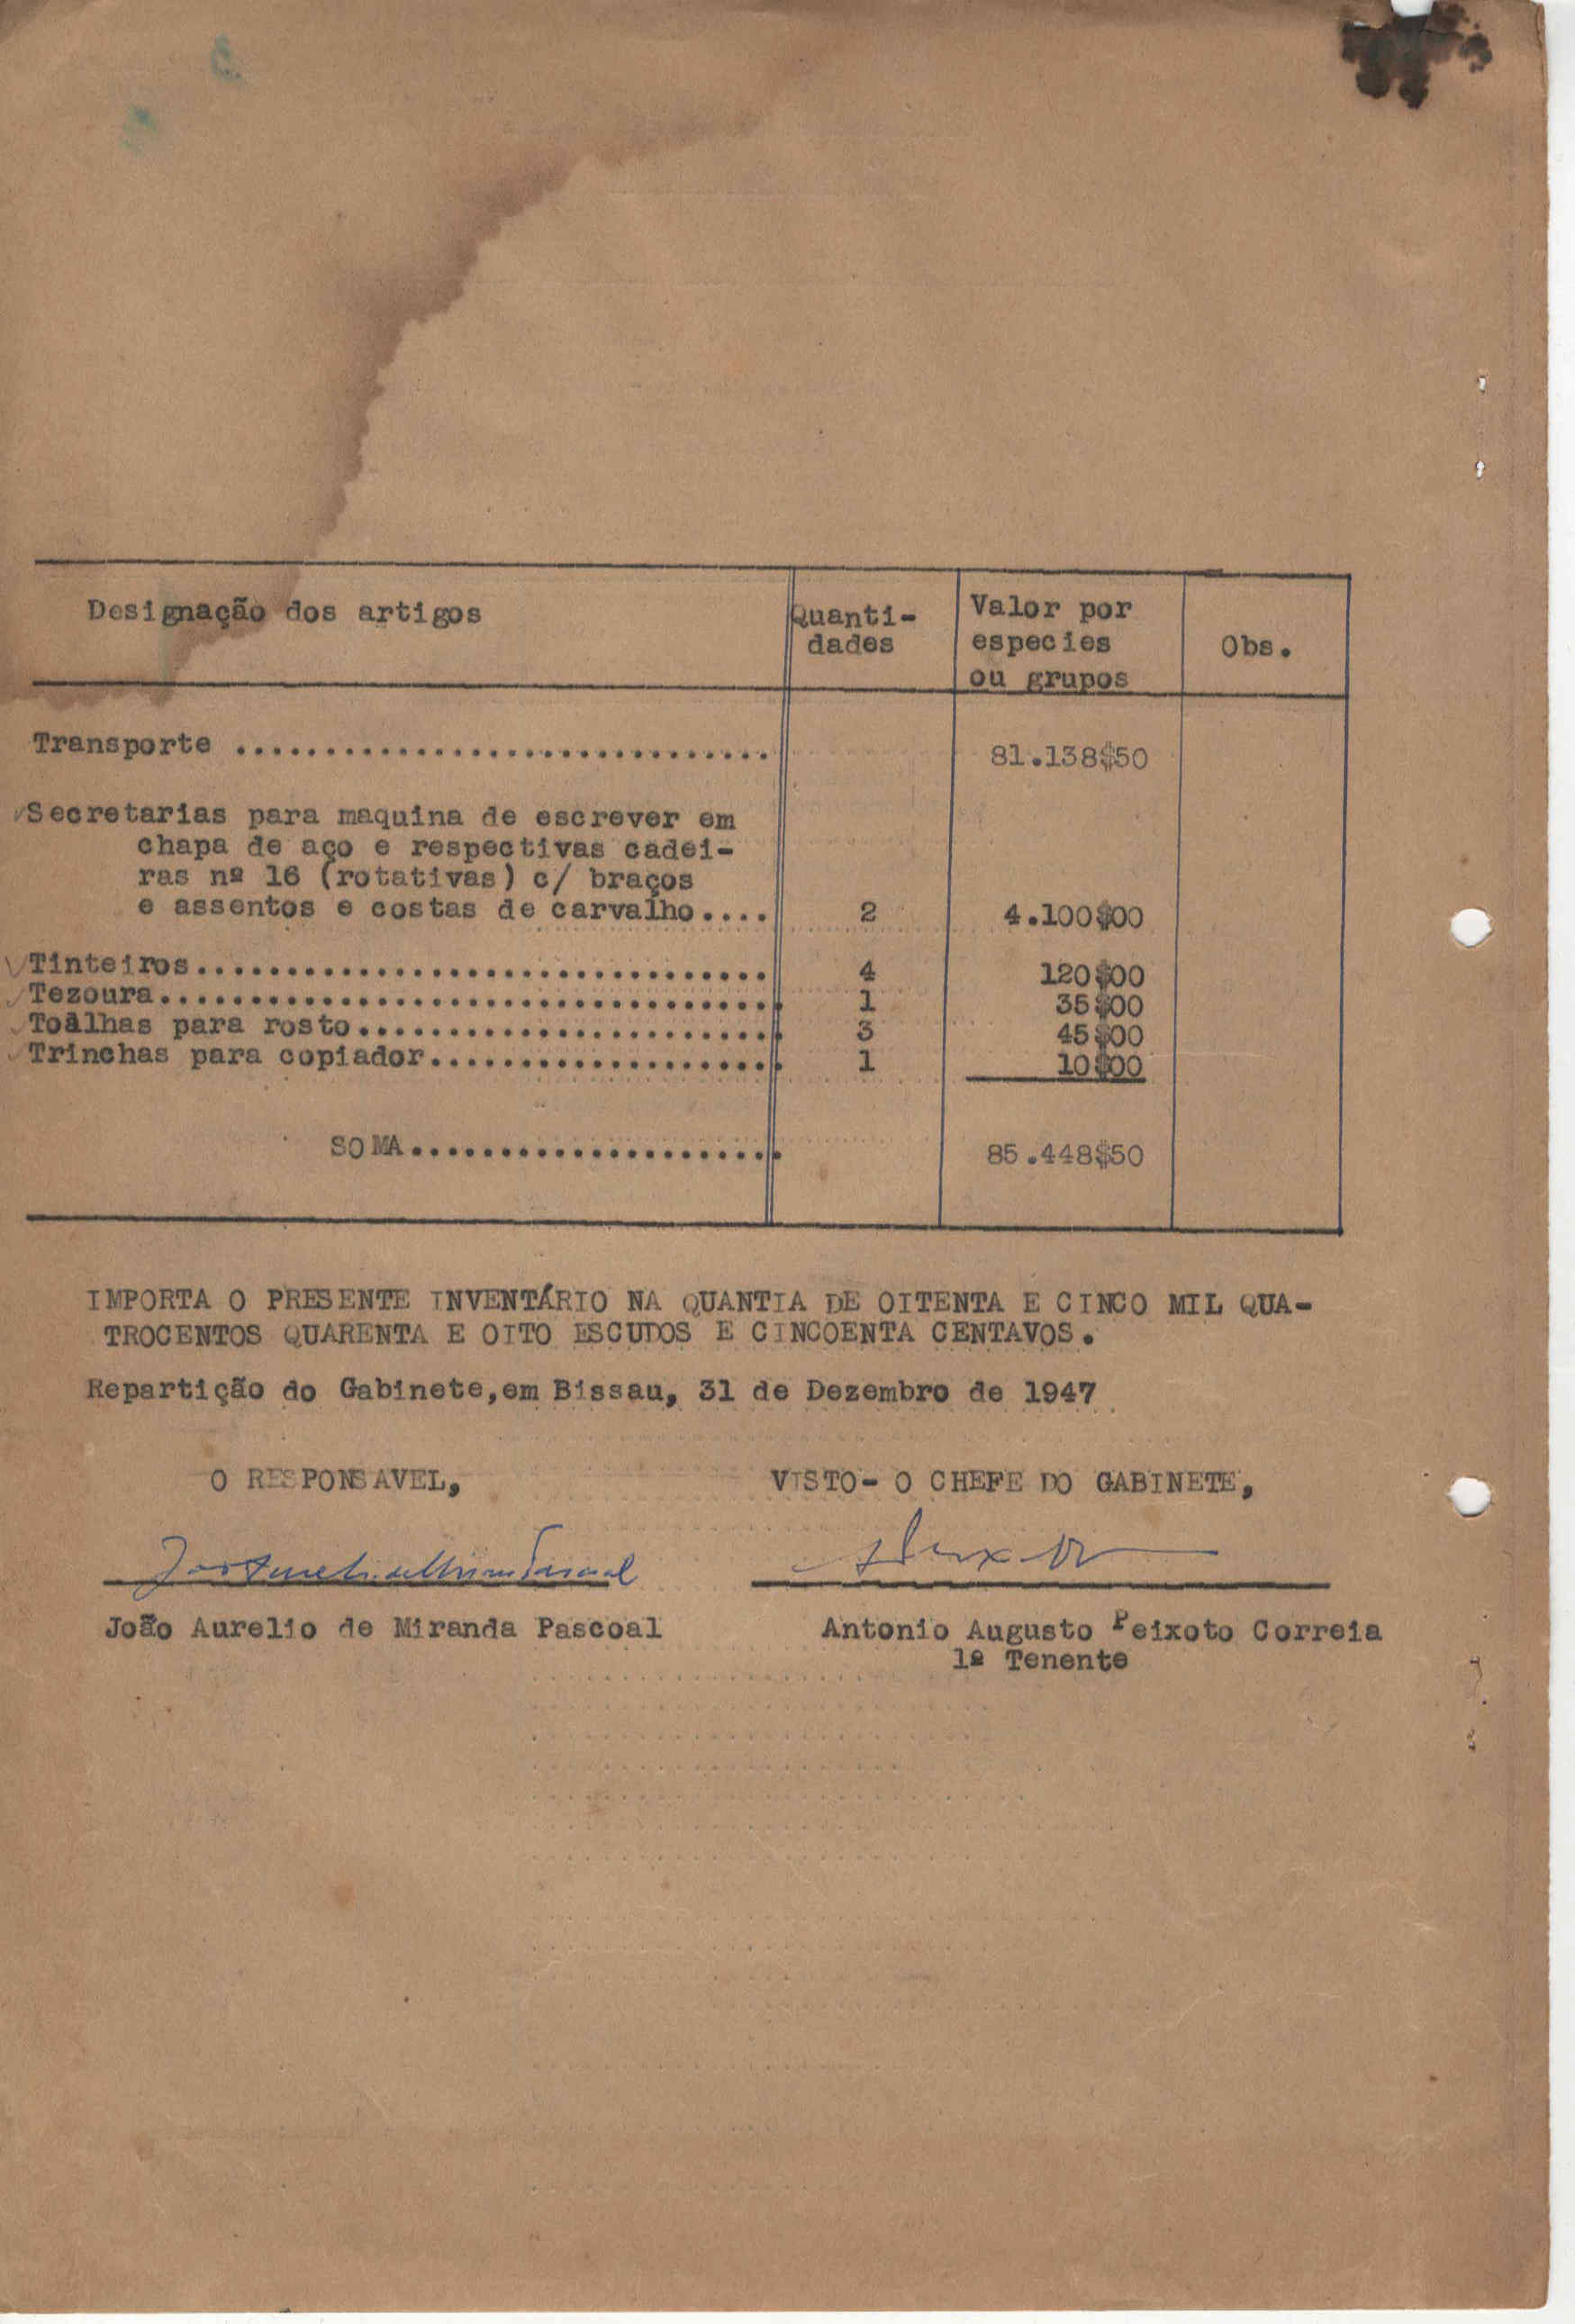 Designação dos artigos
Quanti-
dades
Valor por
especies
ou grupos
Obs.
Transporte .............................. 81.138$50
Secretarias para maquina de escrever em
chapa de aço e respectivas cadei-
ras nº 16 (rotativas) c/ braços
e assentos e costas de carvalho.... 2 4.100$00
Tinteiros................................ 4 120$00
Tezoura................................... 1 35$00
Toâlhas para rosto........................ 3 45$00
Trinchas para copiador.................... 1 10$00
SOMA..................... 85.448$50
IMPORTA O PRESENTE INVENTÁRIO NA QUANTIA DE OITENTA E CINCO MIL QUA-
TROCENTOS QUARENTA E OITO ESCUDOS E CINCOENTA CENTAVOS.
Repartição do Gabinete,em Bissau, 31 de Dezembro de 1947
O RESPONSAVEL,
VISTO- O CHEFE DO GABINETE,
João Aurelio de Miranda Pascoal
Antonio Augusto Peixoto Correia
1º Tenente